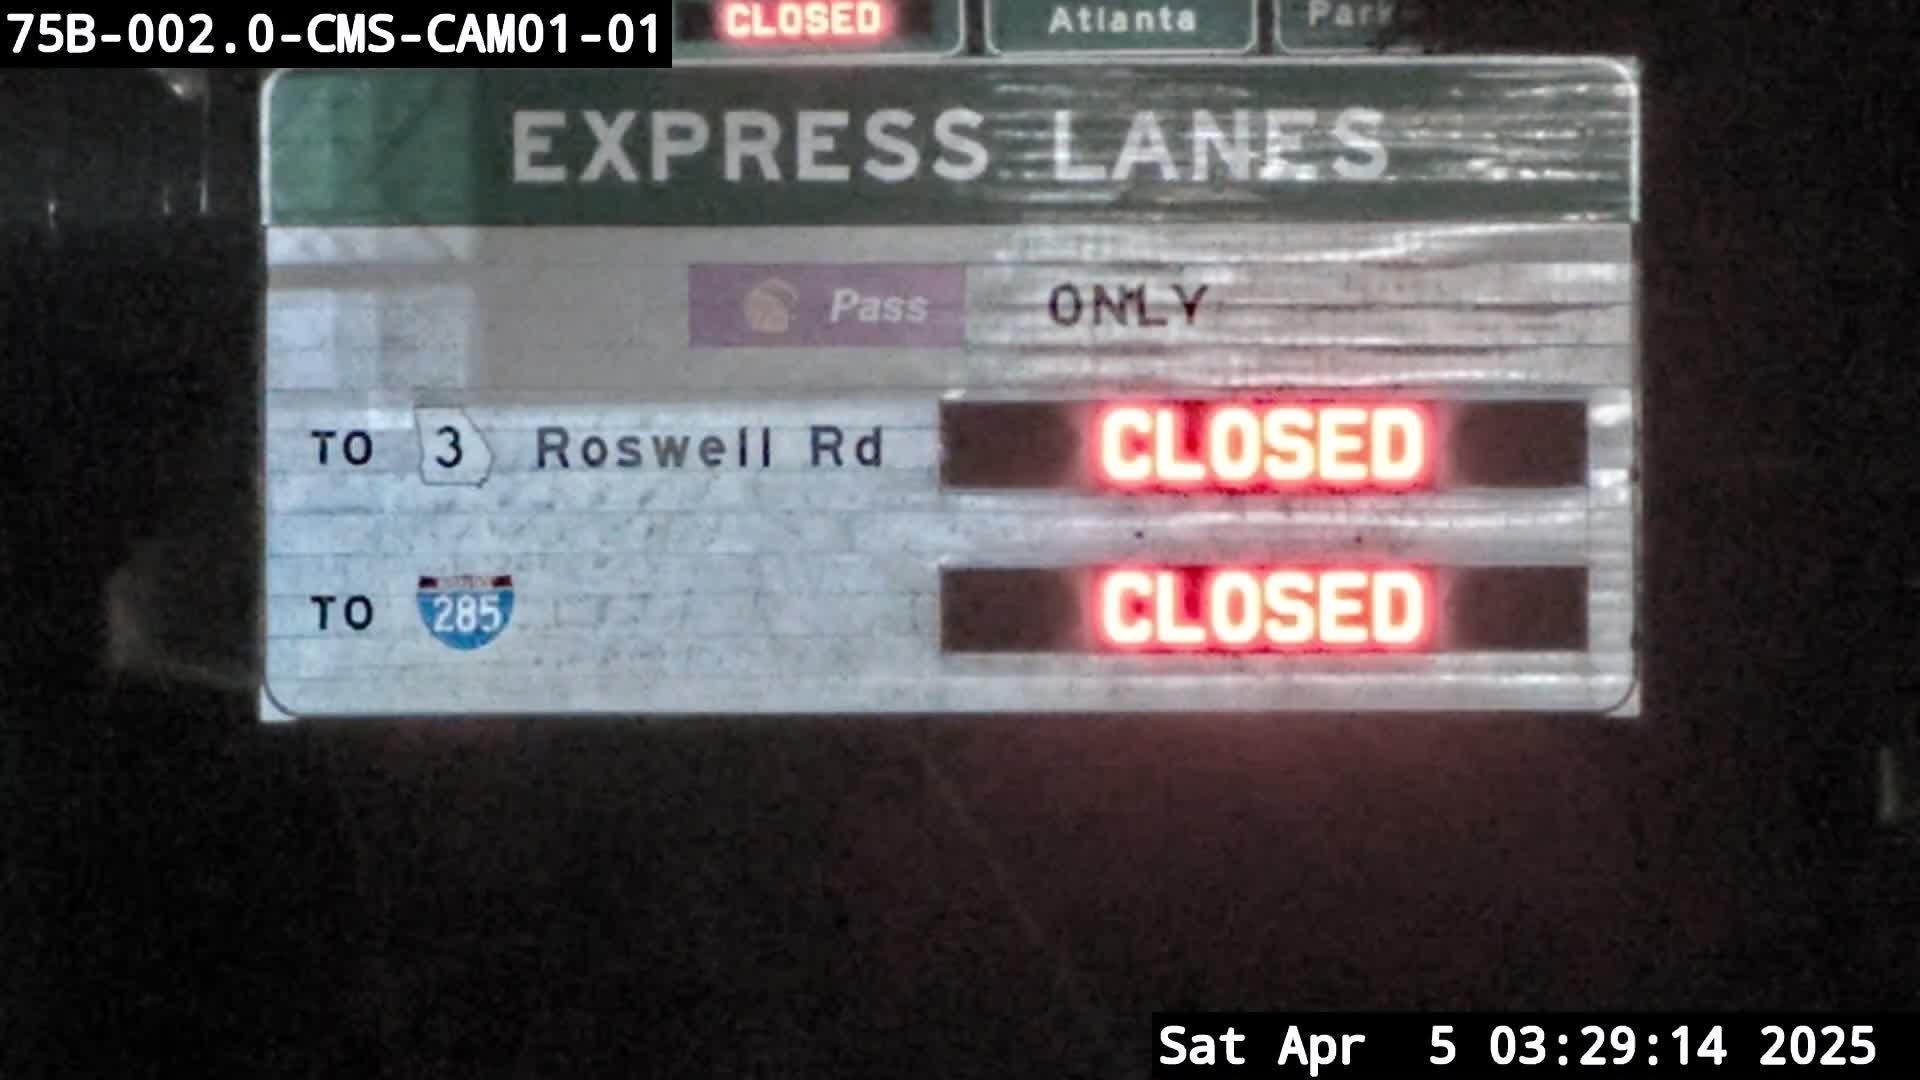 75B-002.0-CMS-CAM01-01
CLOSED
Atlanta
Park
EXPRESS LANES
Pass ONLY
TO 3 Roswell Rd CLOSED
TO 285 CLOSED
Sat Apr 5 03:29:14 2025